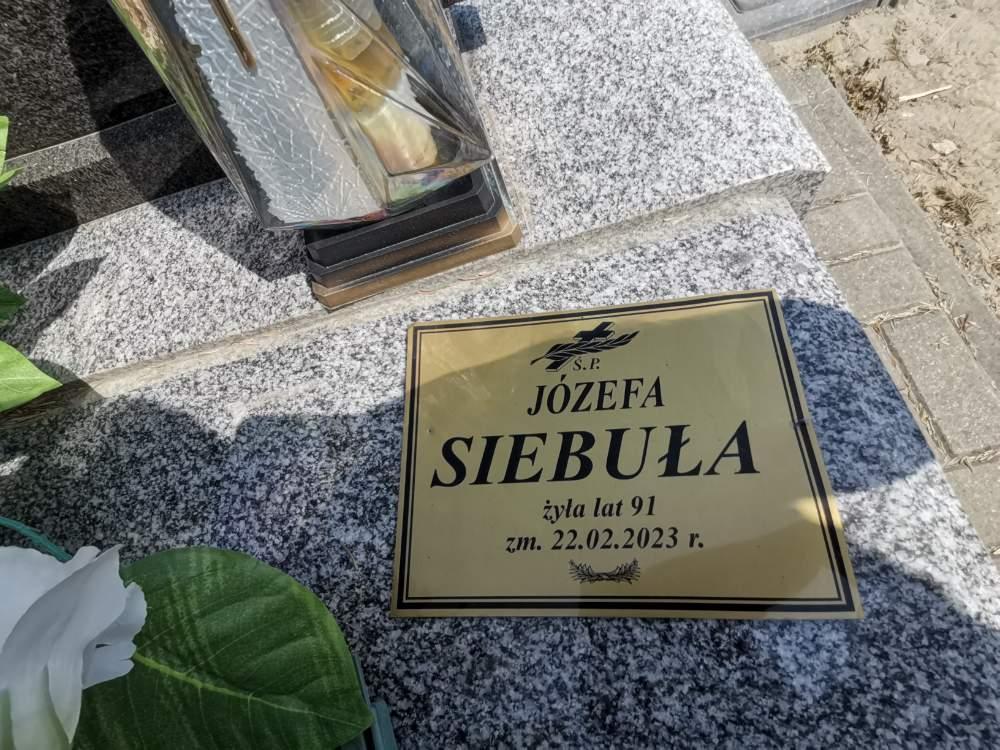 Ś.P.
JÓZEFA
SIEBUŁA
żyła lat 91
zm. 22.02.2023 r.